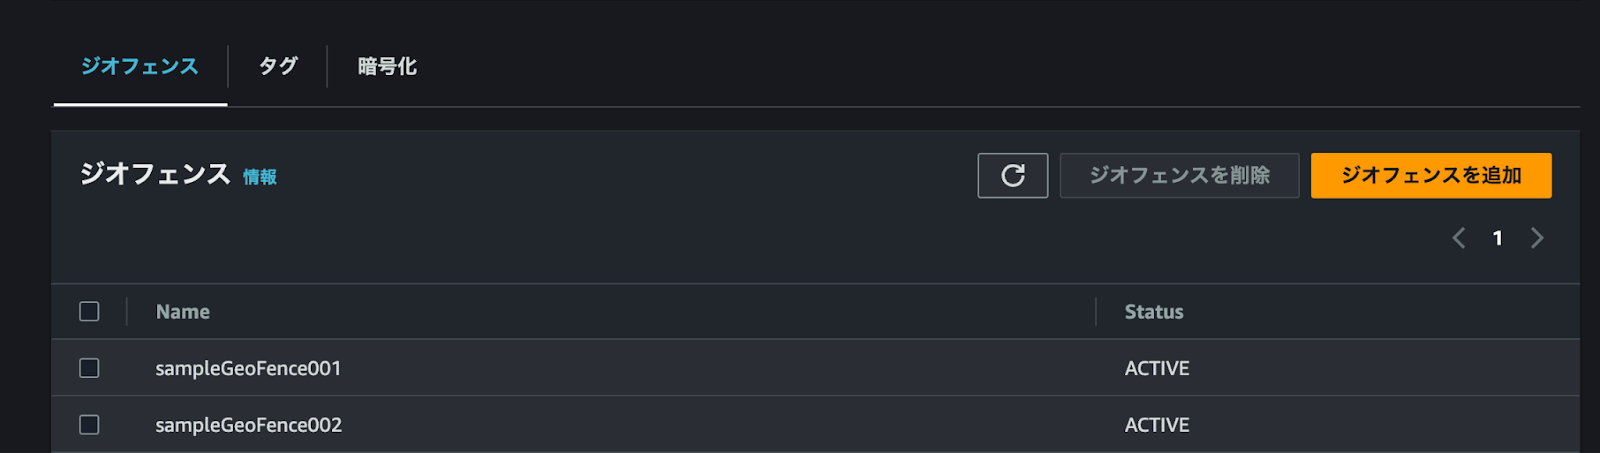 ジオフェンス タグ 暗号化
ジオフェンス 情報 ジオフェンスを削除 ジオフェンスを追加
1
Name Status
sampleGeoFence001 ACTIVE
sampleGeoFence002 ACTIVE